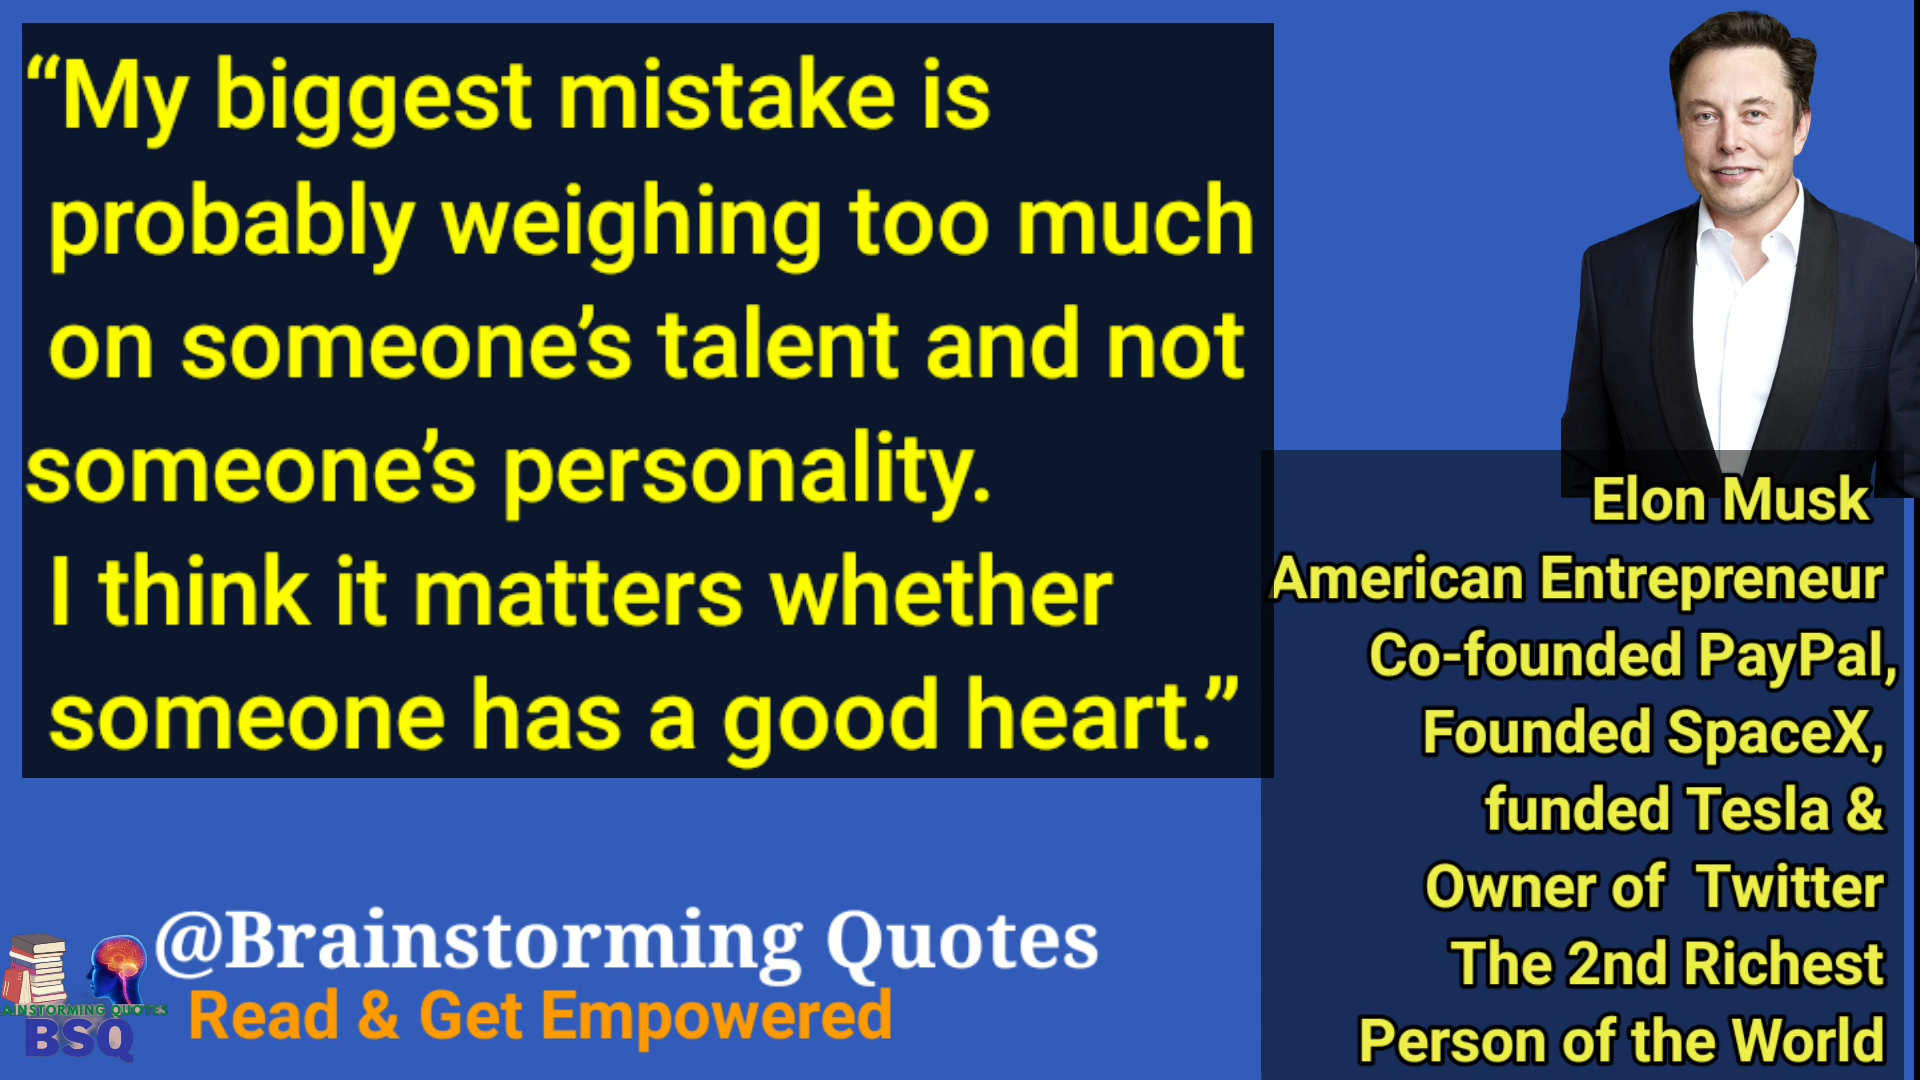 “My biggest mistake is
probably weighing too much
on someone’s talent and not
someone’s personality.
I think it matters whether
someone has a good heart.”
Elon Musk
American Entrepreneur
Co-founded PayPal,
Founded SpaceX,
funded Tesla &
Owner of Twitter
The 2nd Richest
Person of the World
@Brainstorming Quotes
Read & Get Empowered
AINSTORMING QUOTES
BSQ